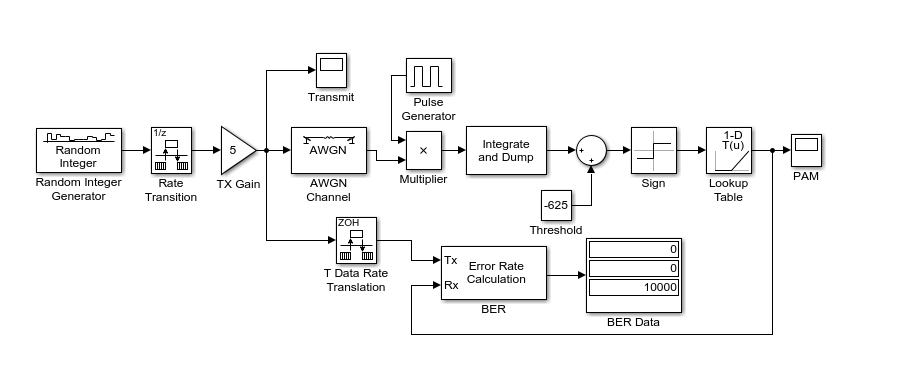 Transmit
Pulse
Generator
Random
Integer
Random Integer
Generator
1/z
Rate
Transition
5
TX Gain
AWGN
AWGN
Channel
×
Multiplier
Integrate
and Dump
+
+
-625
Threshold
Sign
1-D
T(u)
Lookup
Table
PAM
ZOH
T Data Rate
Translation
Tx
Rx
Error Rate
Calculation
BER
0
0
10000
BER Data